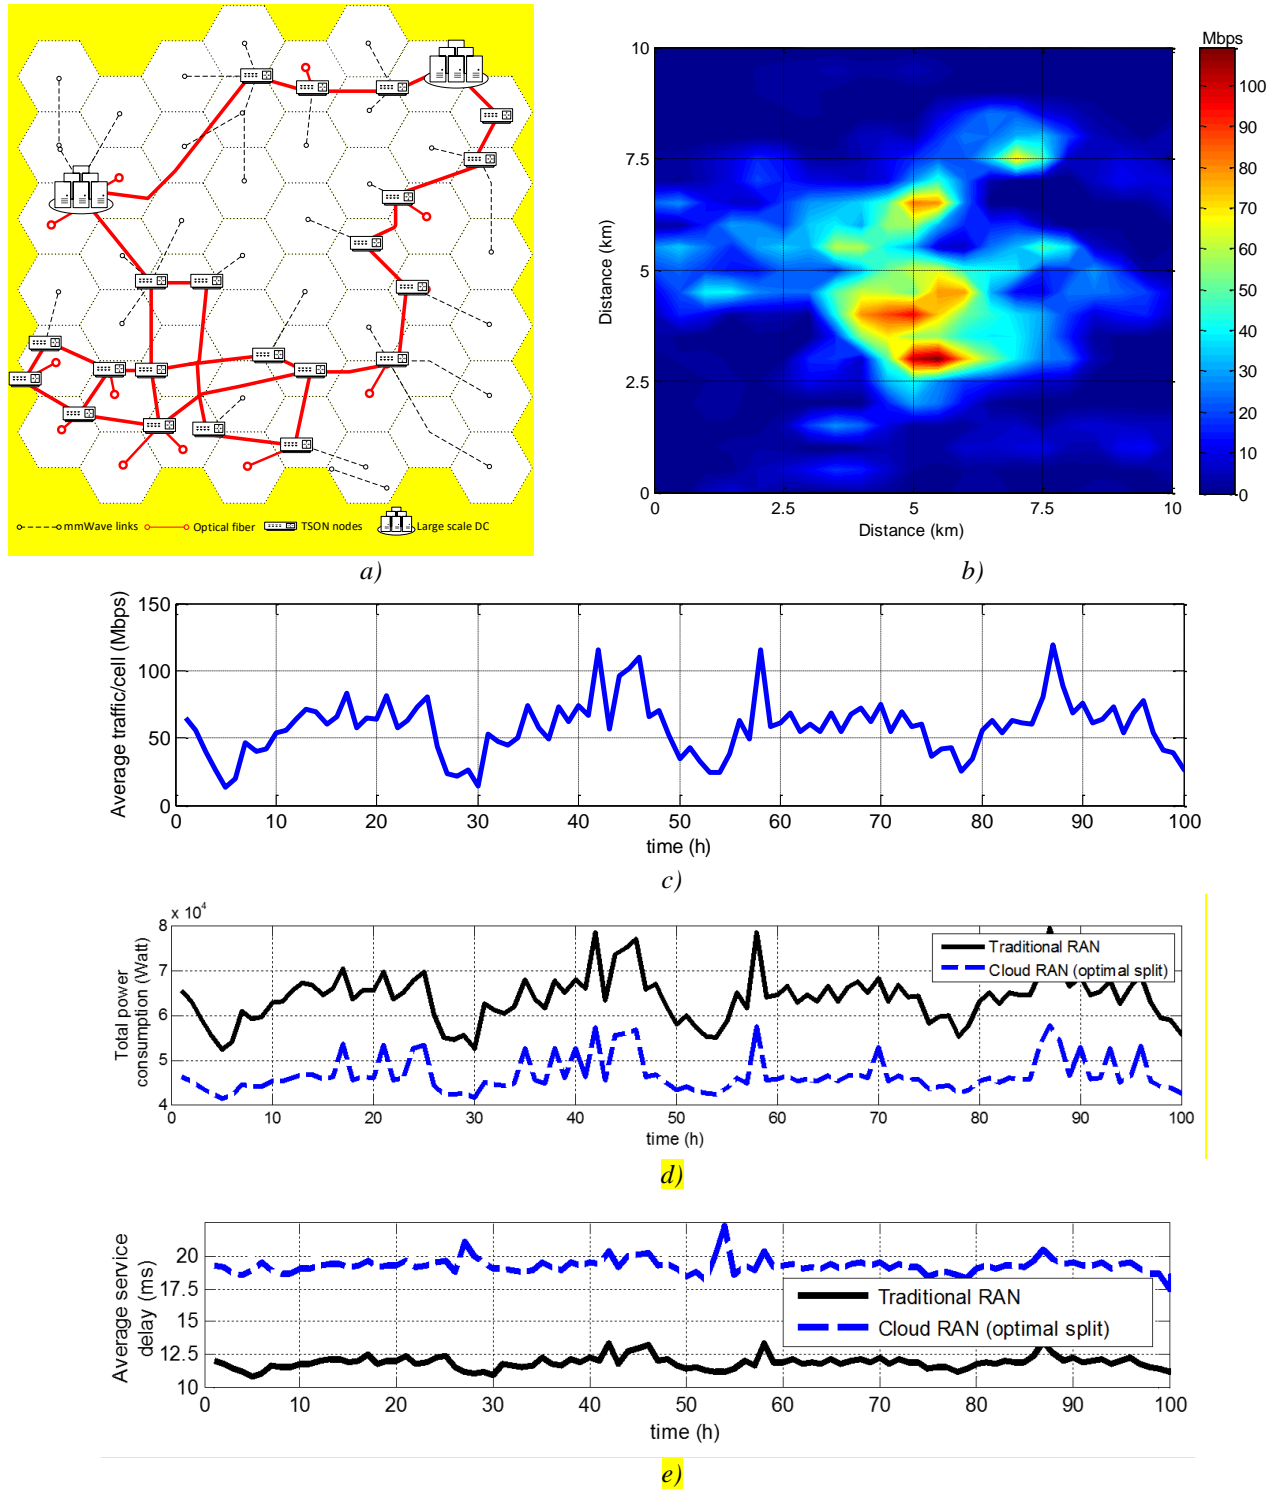 mmWave links
Optical fiber
TSON nodes
Large scale DC
a)
Mbps
100
90
80
70
60
50
40
30
20
10
0
10
7.5
5
2.5
0
Distance (km)
0 2.5 5 7.5 10
Distance (km)
b)
Average traffic/cell (Mbps)
150
100
50
0
0 10 20 30 40 50 60 70 80 90 100
time (h)
c)
x 10^4
Total power
consumption (Watt)
8
7
6
5
4
Traditional RAN
Cloud RAN (optimal split)
0 10 20 30 40 50 60 70 80 90 100
time (h)
d)
Average service
delay (ms)
20
17.5
15
12.5
10
Traditional RAN
Cloud RAN (optimal split)
0 10 20 30 40 50 60 70 80 90 100
time (h)
e)